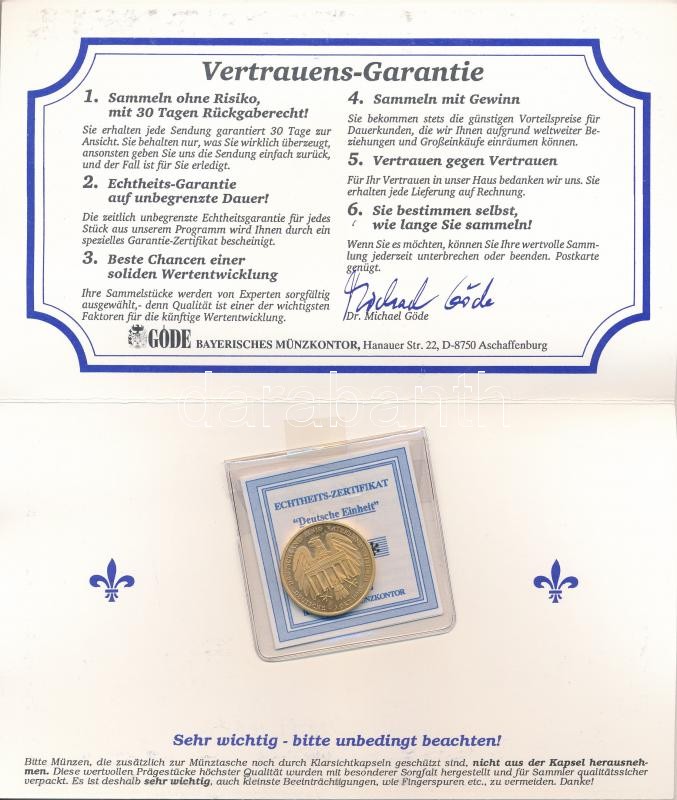 Vertrauens-Garantie
1. Sammeln ohne Risiko,
mit 30 Tagen Rückgaberecht!
Sie erhalten jede Sendung garantiert 30 Tage zur
Ansicht. Sie behalten nur, was Sie wirklich überzeugt,
ansonsten geben Sie uns die Sendung einfach zurück,
und der Fall ist für Sie erledigt.
2. Echtheits-Garantie
auf unbegrenzte Dauer!
Die zeitlich unbegrenzte Echtheitsgarantie für jedes
Stück aus unserem Programm wird Ihnen durch ein
spezielles Garantie-Zertifikat bescheinigt.
3. Beste Chancen einer
soliden Wertentwicklung
Ihre Sammelstücke werden von Experten sorgfältig
ausgewählt,- denn Qualität ist einer der wichtigsten
Faktoren für die künftige Wertentwicklung.
4. Sammeln mit Gewinn
Sie bekommen stets die günstigen Vorteilspreise für
Dauerkunden, die wir Ihnen aufgrund weltweiter Be-
ziehungen und Großeinkäufe einräumen können.
5. Vertrauen gegen Vertrauen
Für Ihr Vertrauen in unser Haus bedanken wir uns. Sie
erhalten jede Lieferung auf Rechnung.
6. Sie bestimmen selbst,
wie lange Sie sammeln!
Wenn Sie es möchten, können Sie Ihre wertvolle Samm-
lung jederzeit unterbrechen oder beenden. Postkarte
genügt.
Michael Göde
Dr. Michael Göde
GÖDE BAYERISCHES MÜNZKONTOR, Hanauer Str. 22, D-8750 Aschaffenburg
darabanth
ECHTHEITS-ZERTIFIKAT
"Deutsche Einheit"
NZKONTOR
Sehr wichtig - bitte unbedingt beachten!
Bitte Münzen, die zusätzlich zur Münztasche noch durch Klarsichtkapseln geschützt sind, nicht aus der Kapsel herausneh-
men. Diese wertvollen Prägestücke höchster Qualität wurden mit besonderer Sorgfalt hergestellt und für Sammler qualitätssicher
verpackt. Es ist deshalb sehr wichtig, auch kleinste Beeinträchtigungen, wie Fingerspuren etc., zu vermeiden. Danke!